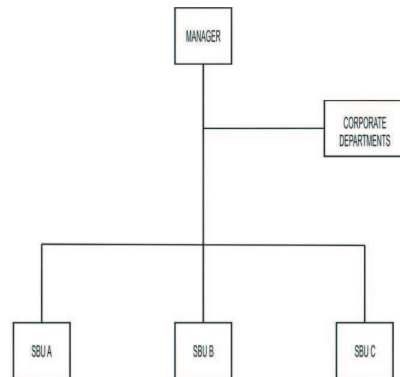 MANAGER
CORPORATE
DEPARTMENTS
SBU A
SBU B
SBU C